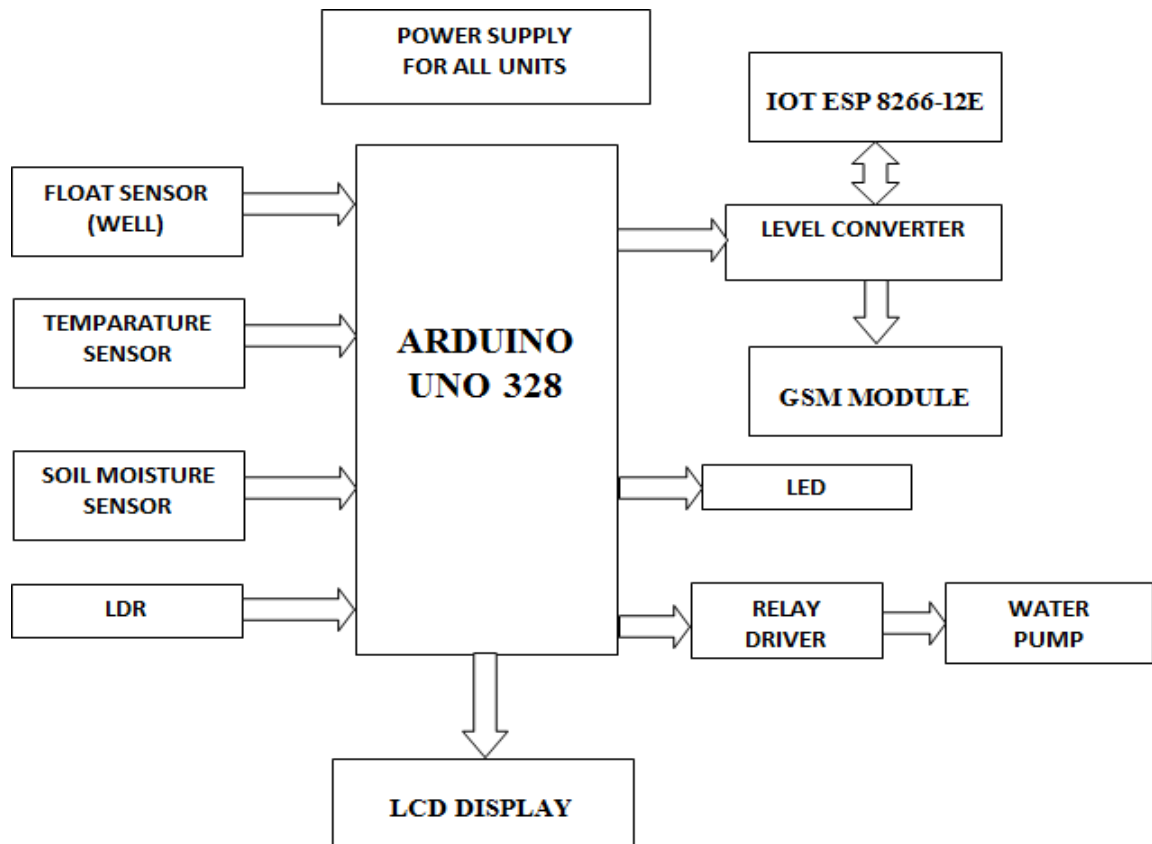 POWER SUPPLY
FOR ALL UNITS
IOT ESP 8266-12E
FLOAT SENSOR
(WELL)
LEVEL CONVERTER
TEMPARATURE
SENSOR
ARDUINO
UNO 328
GSM MODULE
SOIL MOISTURE
SENSOR
LED
LDR
RELAY
DRIVER
WATER
PUMP
LCD DISPLAY